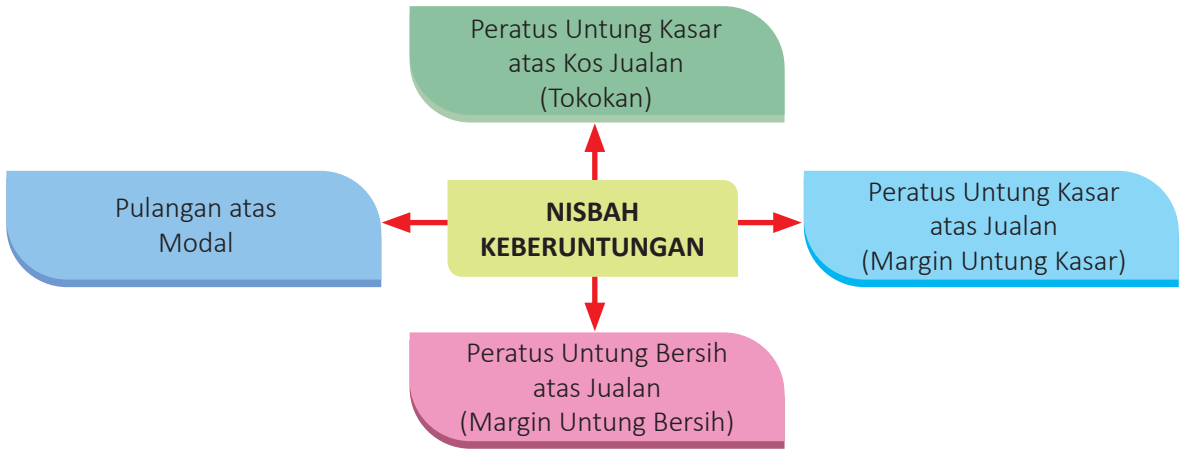 Peratus Untung Kasar
atas Kos Jualan
(Tokokan)
Pulangan atas
Modal
NISBAH
KEBERUNTUNGAN
Peratus Untung Kasar
atas Jualan
(Margin Untung Kasar)
Peratus Untung Bersih
atas Jualan
(Margin Untung Bersih)